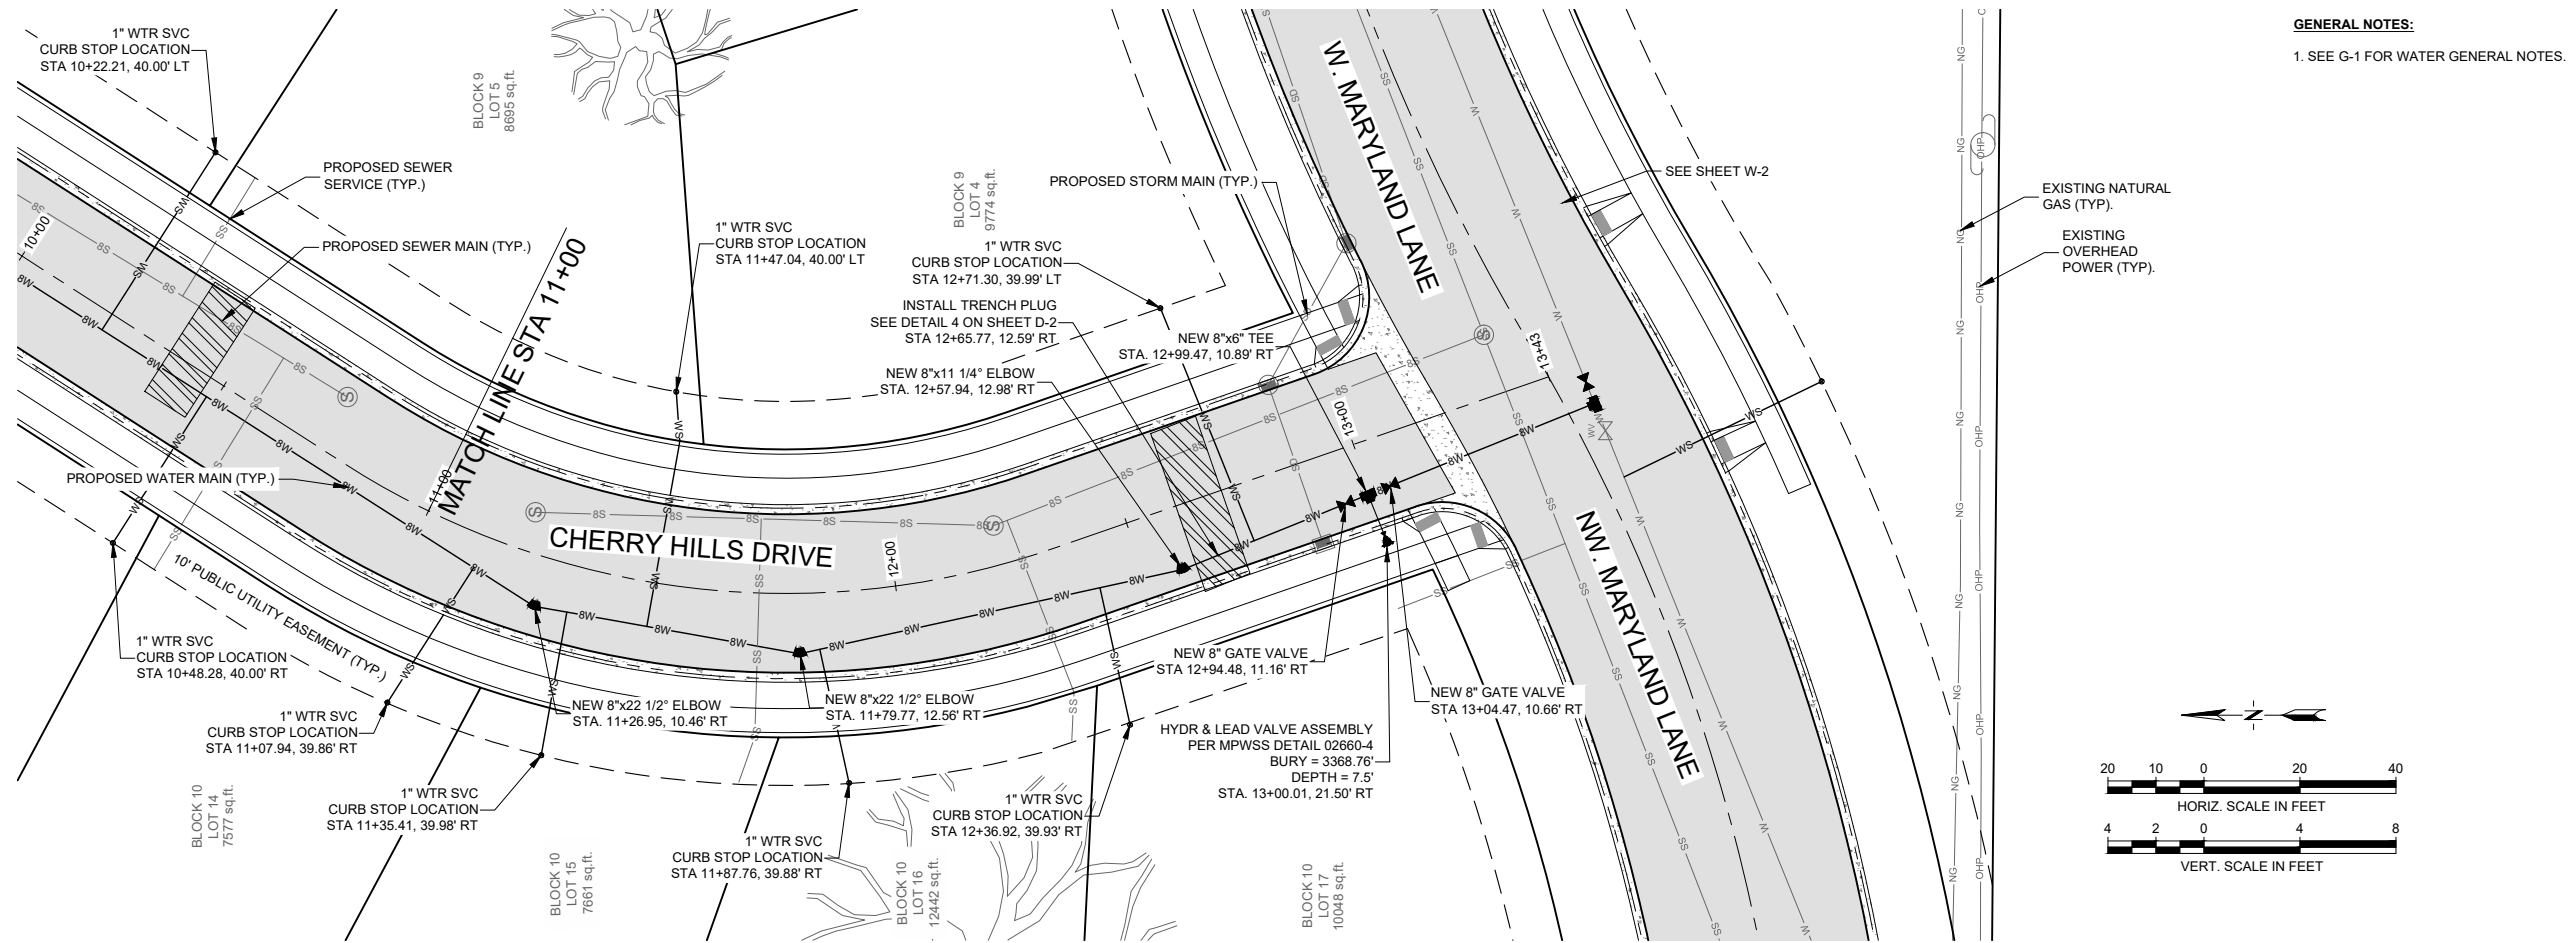 GENERAL NOTES:
1. SEE G-1 FOR WATER GENERAL NOTES.
1" WTR SVC
CURB STOP LOCATION
STA 10+22.21, 40.00' LT
BLOCK 9
LOT 5
8695 sq.ft.
PROPOSED SEWER
SERVICE (TYP.)
PROPOSED SEWER MAIN (TYP.)
MATCH LINE STA 11+00
1" WTR SVC
CURB STOP LOCATION
STA 11+47.04, 40.00' LT
BLOCK 9
LOT 4
9774 sq.ft.
1" WTR SVC
CURB STOP LOCATION
STA 12+71.30, 39.99' LT
INSTALL TRENCH PLUG
SEE DETAIL 4 ON SHEET D-2
STA 12+65.77, 12.59' RT
NEW 8"x6" TEE
STA. 12+99.47, 10.89' RT
NEW 8"x11 1/4° ELBOW
STA. 12+57.94, 12.98' RT
PROPOSED STORM MAIN (TYP.)
W. MARYLAND LANE
SEE SHEET W-2
EXISTING NATURAL
GAS (TYP).
EXISTING
OVERHEAD
POWER (TYP).
10+00
11+00
12+00
13+00
13+43
PROPOSED WATER MAIN (TYP.)
CHERRY HILLS DRIVE
NW. MARYLAND LANE
10' PUBLIC UTILITY EASEMENT (TYP.)
1" WTR SVC
CURB STOP LOCATION
STA 10+48.28, 40.00' RT
1" WTR SVC
CURB STOP LOCATION
STA 11+07.94, 39.86' RT
NEW 8"x22 1/2° ELBOW
STA. 11+26.95, 10.46' RT
NEW 8"x22 1/2° ELBOW
STA. 11+79.77, 12.56' RT
NEW 8" GATE VALVE
STA 12+94.48, 11.16' RT
NEW 8" GATE VALVE
STA 13+04.47, 10.66' RT
HYDR & LEAD VALVE ASSEMBLY
PER MPWSS DETAIL 02660-4
BURY = 3368.76'
DEPTH = 7.5'
STA. 13+00.01, 21.50' RT
1" WTR SVC
CURB STOP LOCATION
STA 11+35.41, 39.98' RT
1" WTR SVC
CURB STOP LOCATION
STA 11+87.76, 39.88' RT
1" WTR SVC
CURB STOP LOCATION
STA 12+36.92, 39.93' RT
BLOCK 10
LOT 14
7577 sq.ft.
BLOCK 10
LOT 15
7661 sq.ft.
BLOCK 10
LOT 16
12442 sq.ft.
BLOCK 10
LOT 17
10048 sq.ft.
N
20 10 0 20 40
HORIZ. SCALE IN FEET
4 2 0 4 8
VERT. SCALE IN FEET
8S
8W
WS
SS
SD
W
WV
NG
OHP